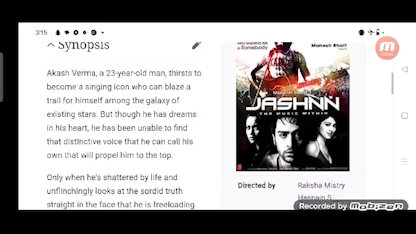 3:15
Synopsis
Akash Verma, a 23-year-old man, thirsts to
become a singing icon who can blaze a
trail for himself among the galaxy of
existing stars. But though he has dreams
in his heart, he has been unable to find
that distinctive voice that he can call his
own that will propel him to the top.
Only when he's shattered by life and
unflinchingly looks at the sordid truth
straight in the face that he is freeloading
Somebody
Mahesh Bhatt
JASHNN
THE MUSIC WITHIN
Directed by
Raksha Mistry
Hasnain S.
Recorded by Mobizen